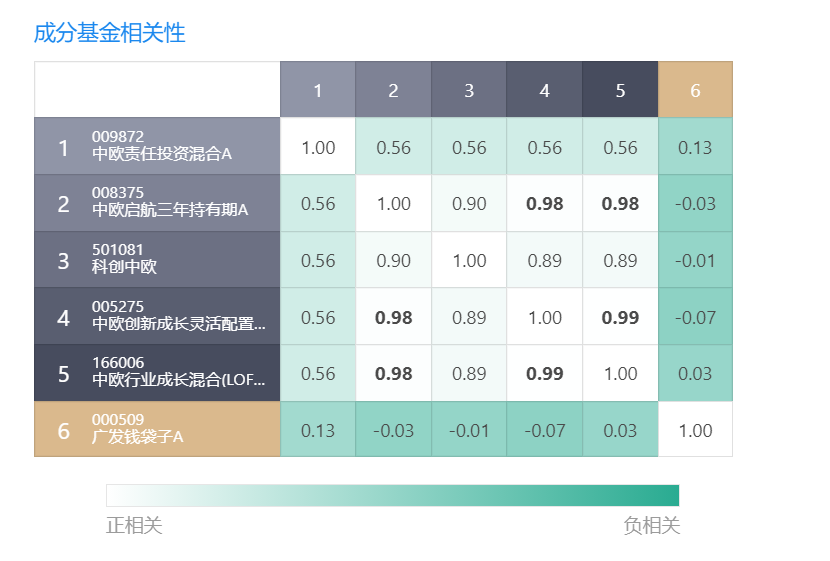 成分基金相关性
1 2 3 4 5 6
1 009872 中欧责任投资混合A 1.00 0.56 0.56 0.56 0.56 0.13
2 008375 中欧启航三年持有期A 0.56 1.00 0.90 0.98 0.98 -0.03
3 501081 科创中欧 0.56 0.90 1.00 0.89 0.89 -0.01
4 005275 中欧创新成长灵活配置... 0.56 0.98 0.89 1.00 0.99 -0.07
5 166006 中欧行业成长混合(LOF... 0.56 0.98 0.89 0.99 1.00 0.03
6 000509 广发钱袋子A 0.13 -0.03 -0.01 -0.07 0.03 1.00
正相关 负相关